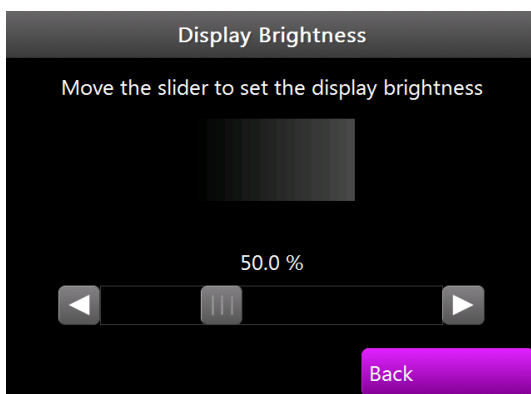 Display Brightness
Move the slider to set the display brightness
50.0 %
Back